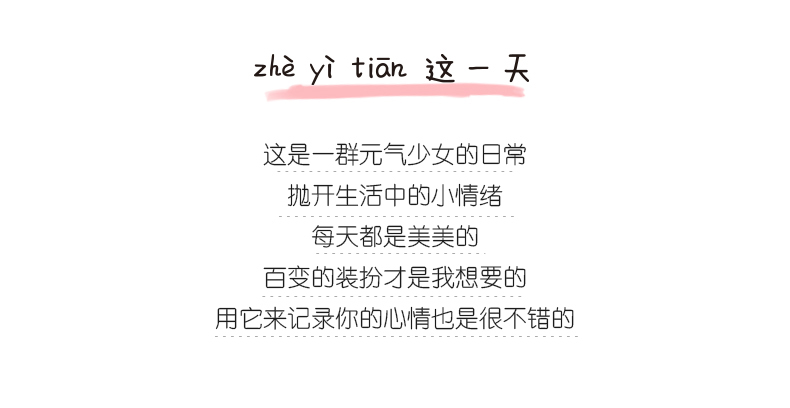 zhè yì tiān 这一天
这是一群元气少女的日常
抛开生活中的小情绪
每天都是美美的
百变的装扮才是我想要的
用它来记录你的心情也是很不错的